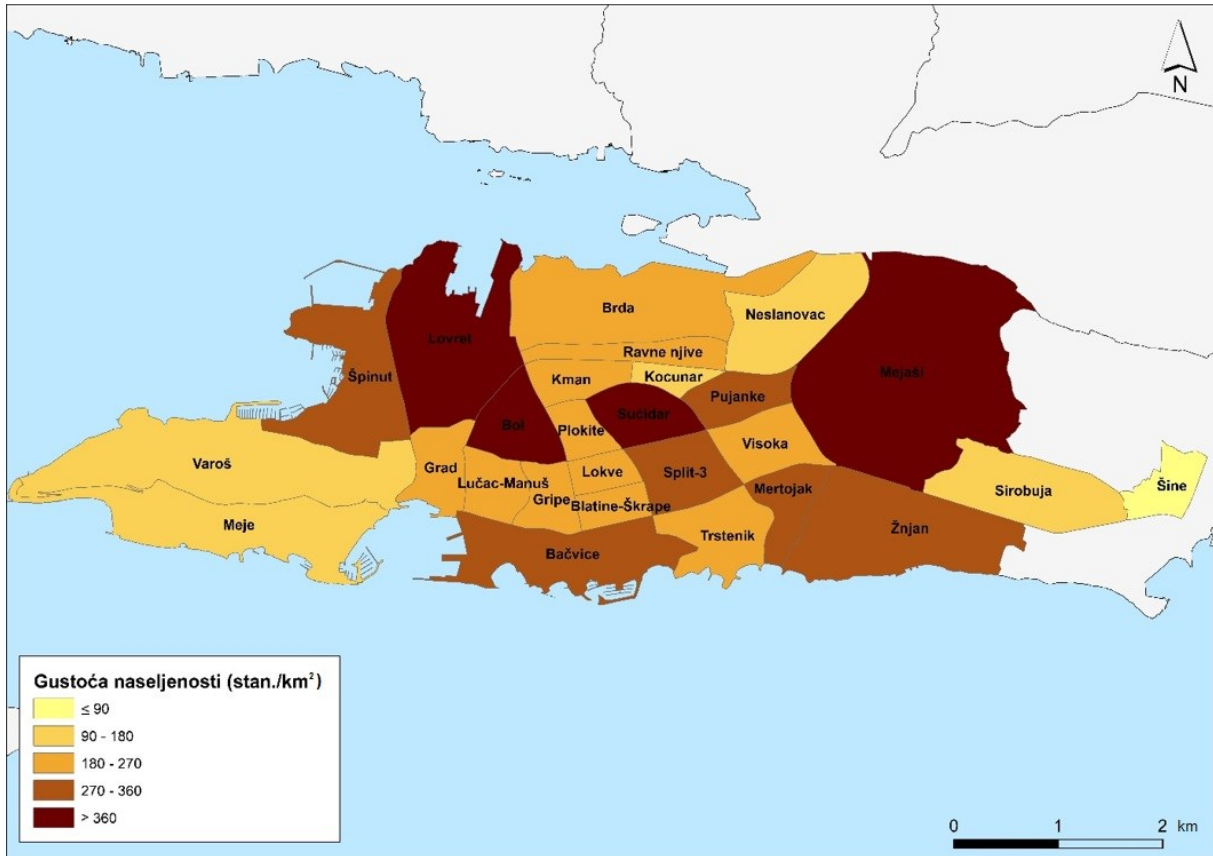 N
Brda
Neslanovac
Lovret
Ravne njive
Mejaši
Špinut
Kman
Kocunar
Pujanke
Sućidar
Bol
Plokite
Visoka
Varoš
Grad
Lokve
Split-3
Lučac-Manuš
Gripe
Mertojak
Sirobuja
Šine
Blatine-Škrape
Meje
Žnjan
Trstenik
Bačvice
Gustoća naseljenosti (stan./km²)
≤ 90
90 - 180
180 - 270
270 - 360
> 360
0 1 2 km